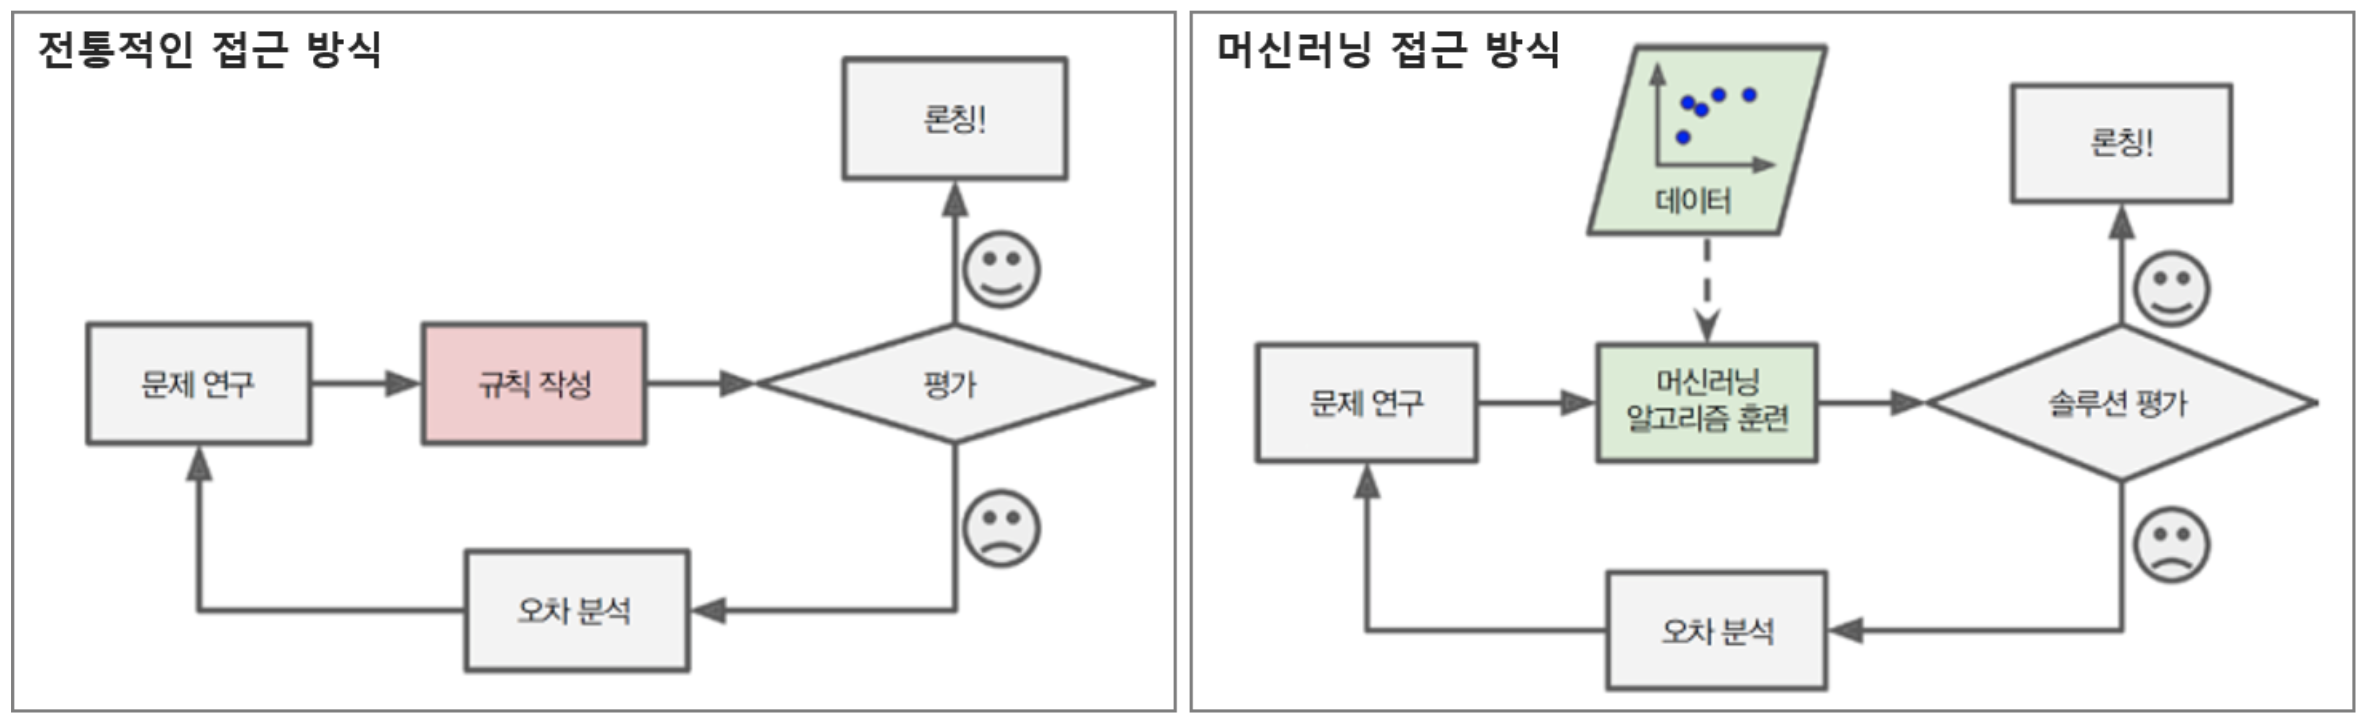 전통적인 접근 방식
론칭!
문제 연구
규칙 작성
평가
오차 분석
머신러닝 접근 방식
데이터
론칭!
문제 연구
머신러닝
알고리즘 훈련
솔루션 평가
오차 분석